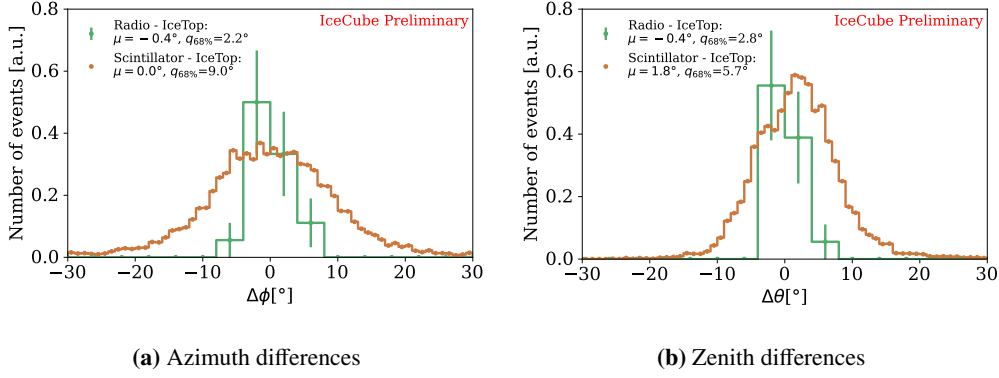 IceCube Preliminary
Radio - IceTop:
μ = −0.4°, q68%=2.2°
Scintillator - IceTop:
μ = 0.0°, q68%=9.0°
Number of events [a.u.]
0.8
0.6
0.4
0.2
0.0
−30 −20 −10 0 10 20 30
Δϕ[°]
(a) Azimuth differences
IceCube Preliminary
Radio - IceTop:
μ = −0.4°, q68%=2.8°
Scintillator - IceTop:
μ = 1.8°, q68%=5.7°
Number of events [a.u.]
0.8
0.6
0.4
0.2
0.0
−30 −20 −10 0 10 20 30
Δθ[°]
(b) Zenith differences